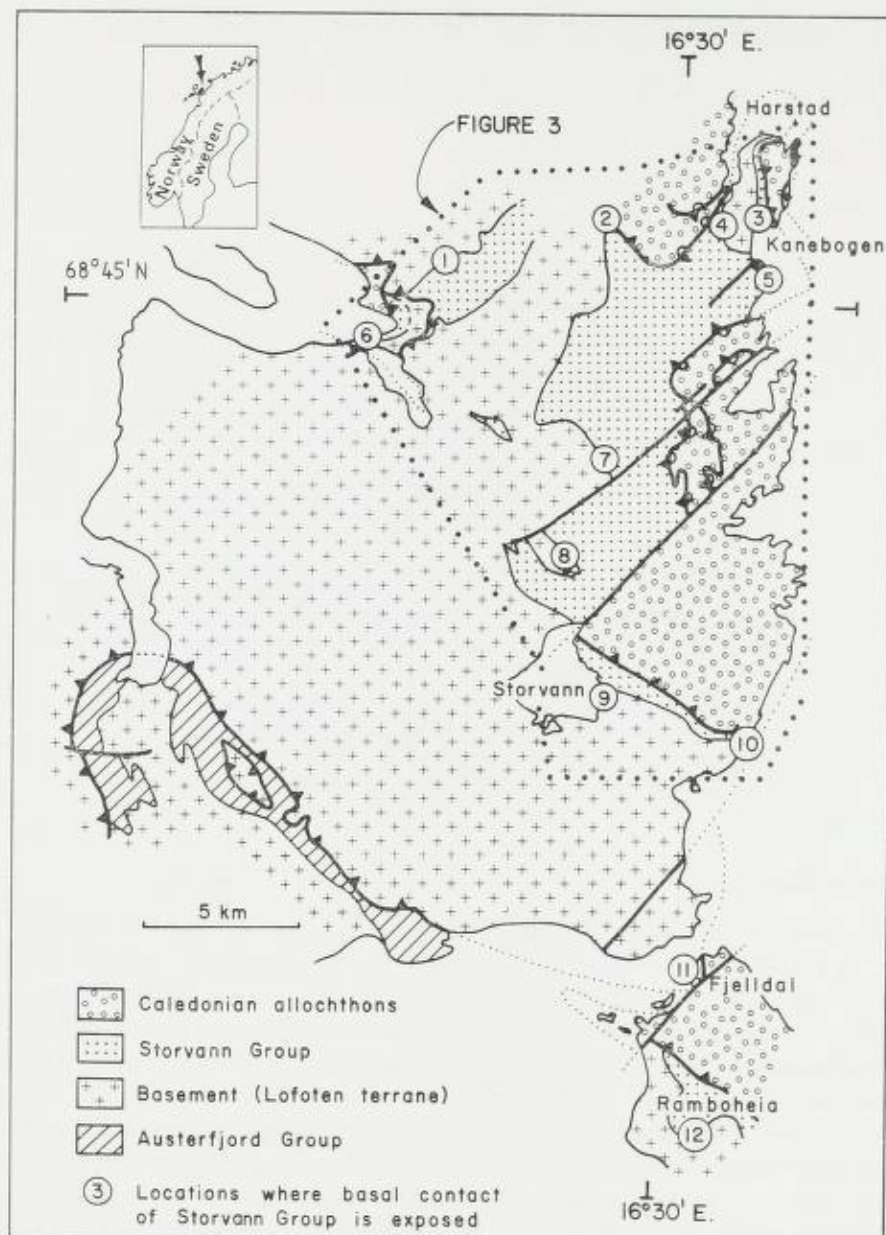 16°30' E.
Harstad
FIGURE 3
Norway
Sweden
2
4
3
1
Kanebogen
68°45' N
5
6
7
8
Storvann
9
10
5 km
11
Fjelldal
Caledonian allochthons
Storvann Group
Basement (Lofoten terrane)
Ramboheia
12
Austerfjord Group
3 Locations where basal contact
of Storvann Group is exposed
16°30' E.